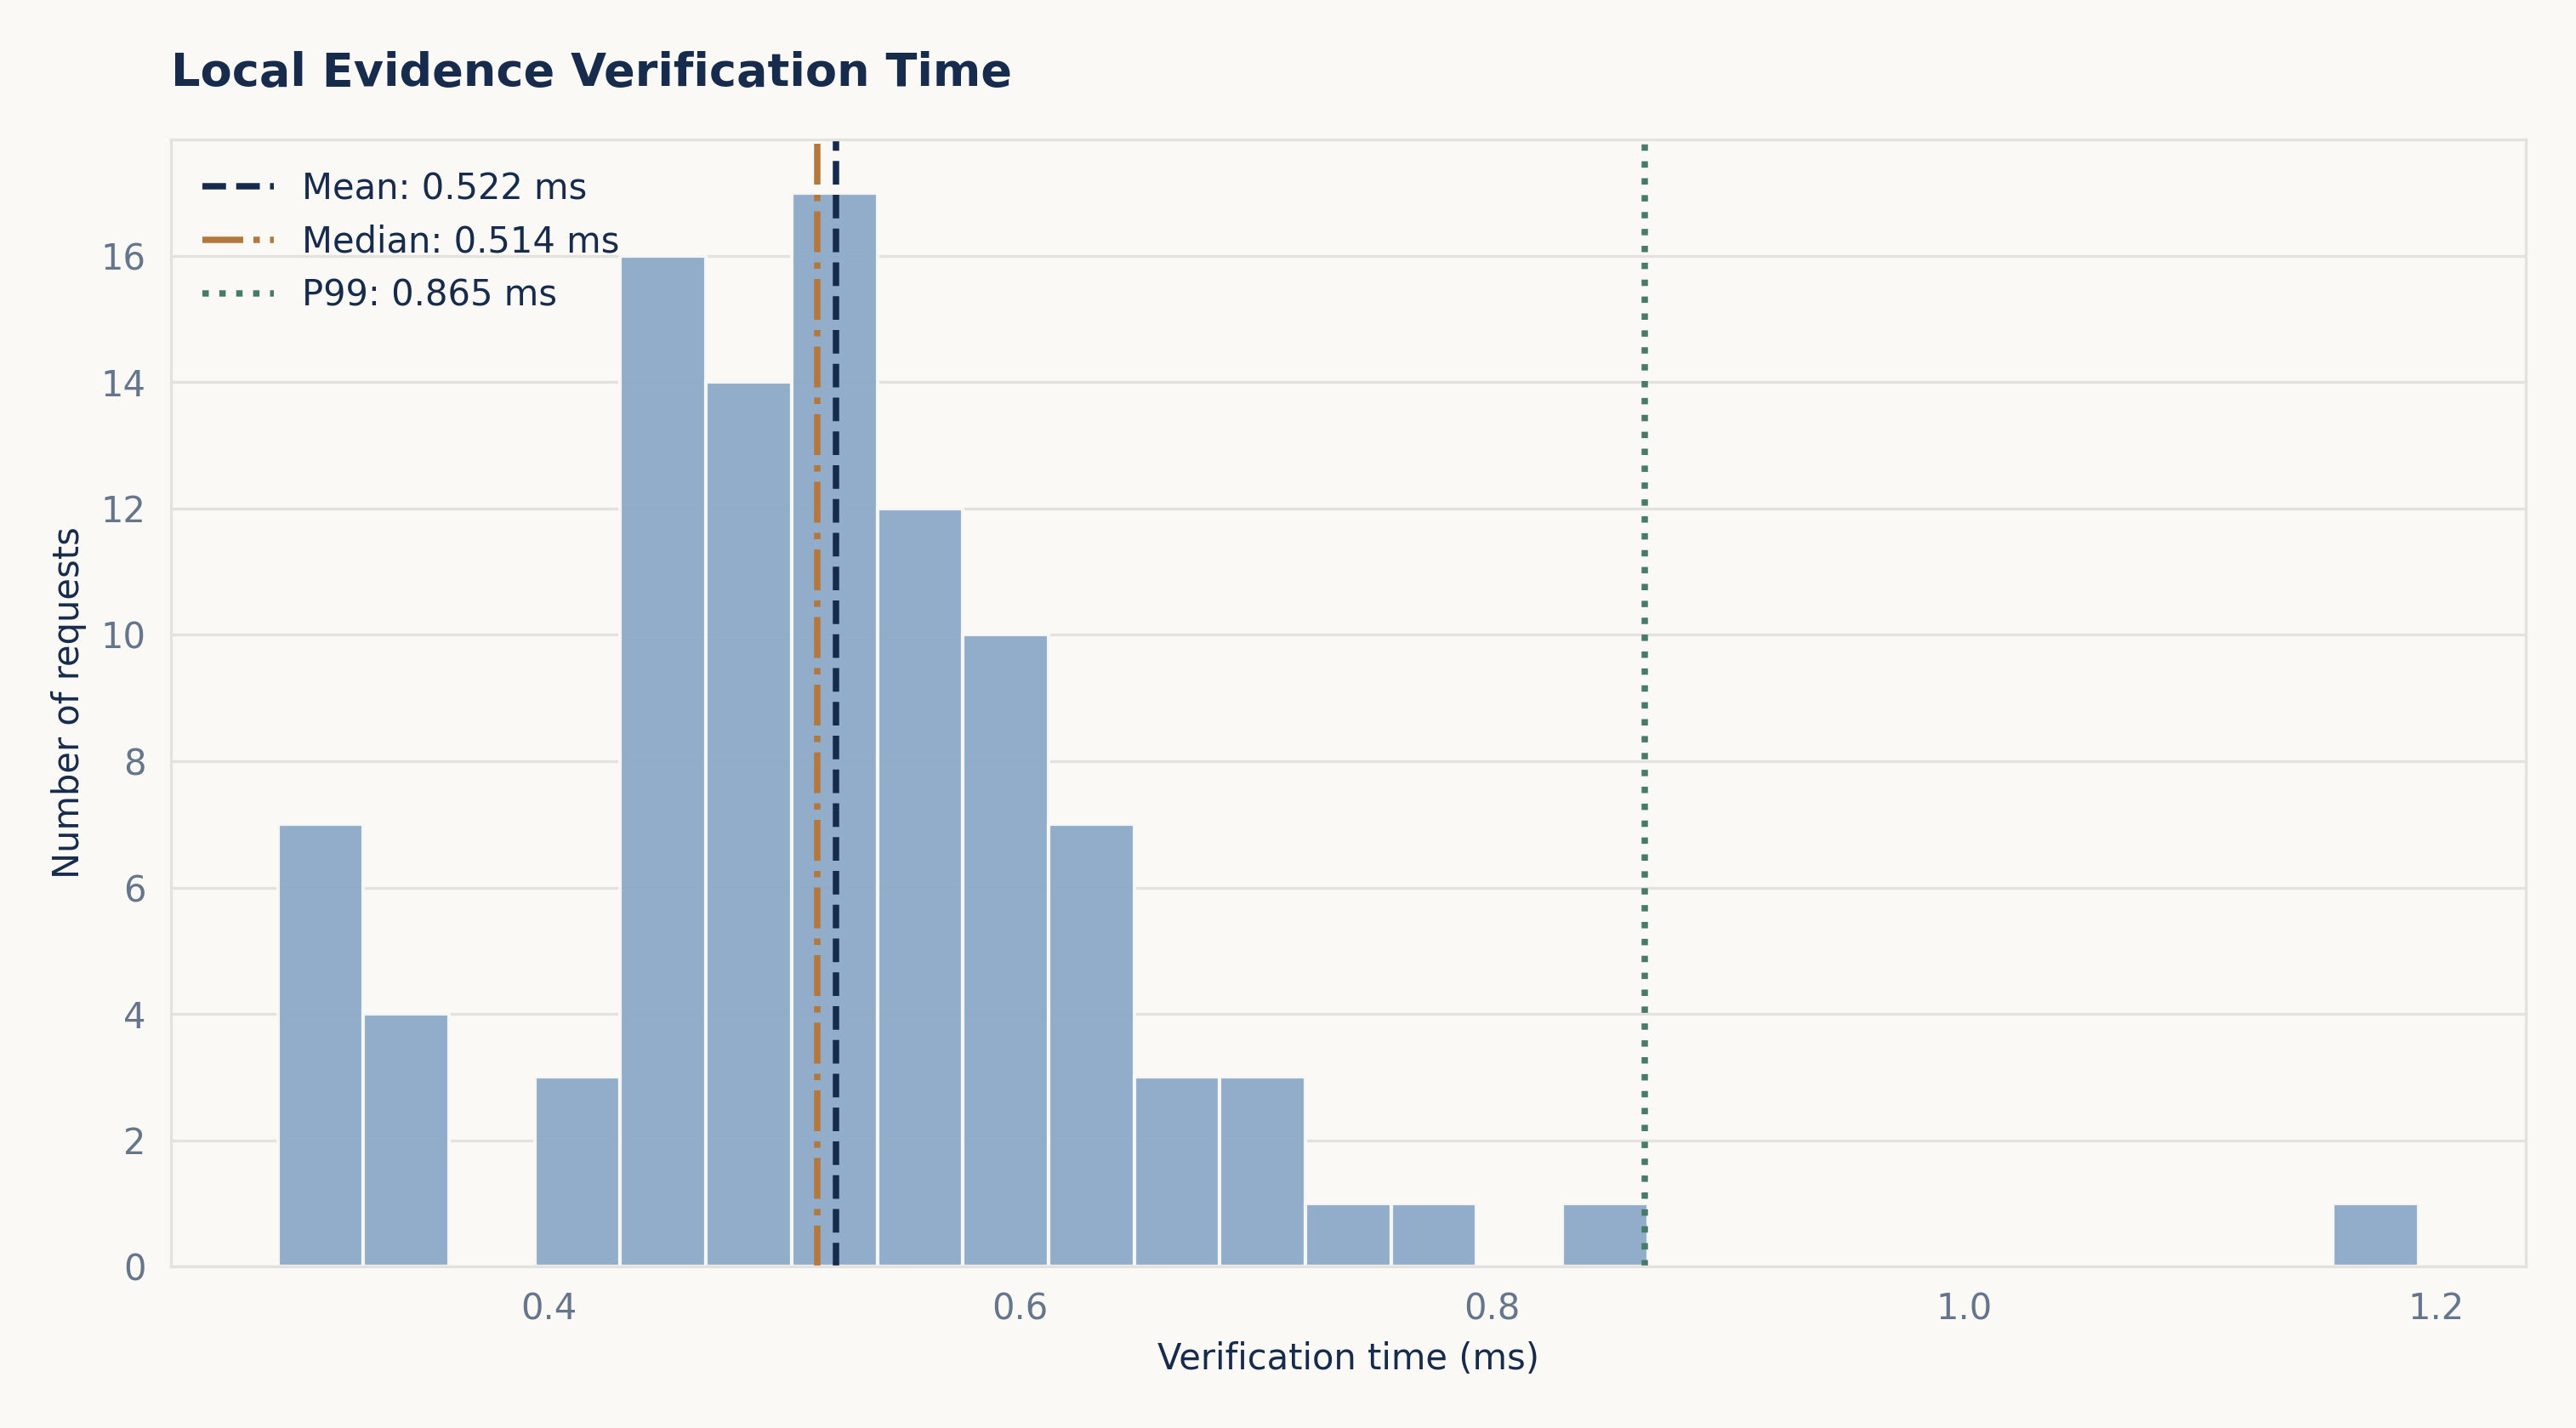 Local Evidence Verification Time
Mean: 0.522 ms
Median: 0.514 ms
P99: 0.865 ms
Number of requests
16
14
12
10
8
6
4
2
0
0.4
0.6
0.8
1.0
1.2
Verification time (ms)